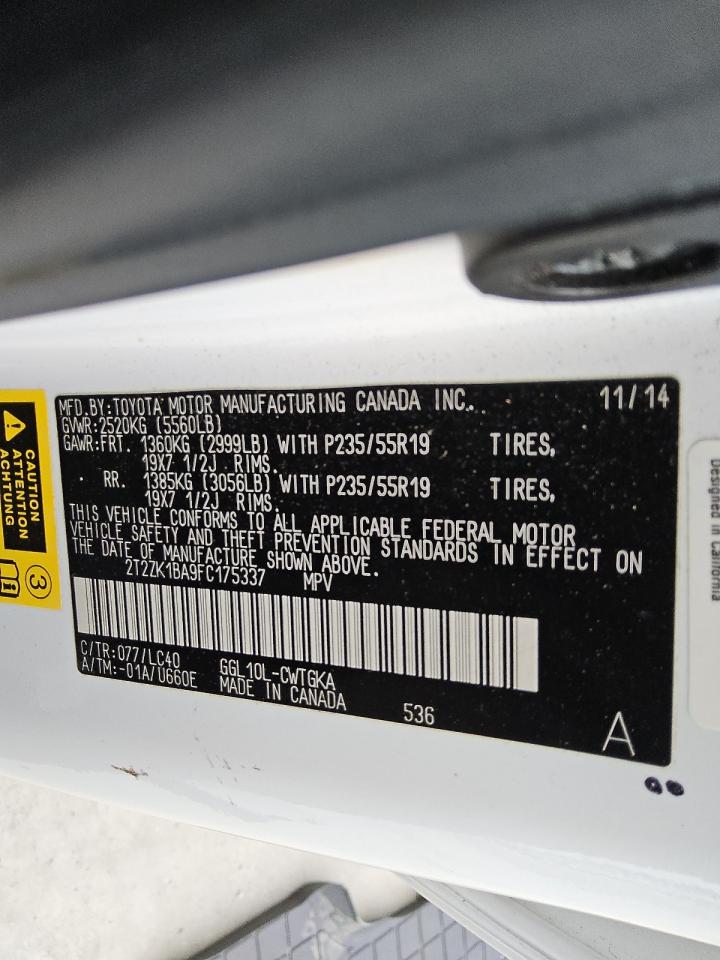 MFD.BY:TOYOTA MOTOR MANUFACTURING CANADA INC. 11/14
GVWR:2520KG (5560LB)
GAWR:FRT. 1360KG (2999LB) WITH P235/55R19 TIRES,
19X7 1/2J RIMS.
RR. 1385KG (3056LB) WITH P235/55R19 TIRES,
19X7 1/2J RIMS.
THIS VEHICLE CONFORMS TO ALL APPLICABLE FEDERAL MOTOR
VEHICLE SAFETY AND THEFT PREVENTION STANDARDS IN EFFECT ON
THE DATE OF MANUFACTURE SHOWN ABOVE.
2T2ZK1BA9FC175337 MPV
C/TR:077/LC40 GGL10L-CWTGKA
A/TM:-01A/U660E MADE IN CANADA
536
A
CAUTION
ATTENTION
ACHTUNG
3
Designed in California